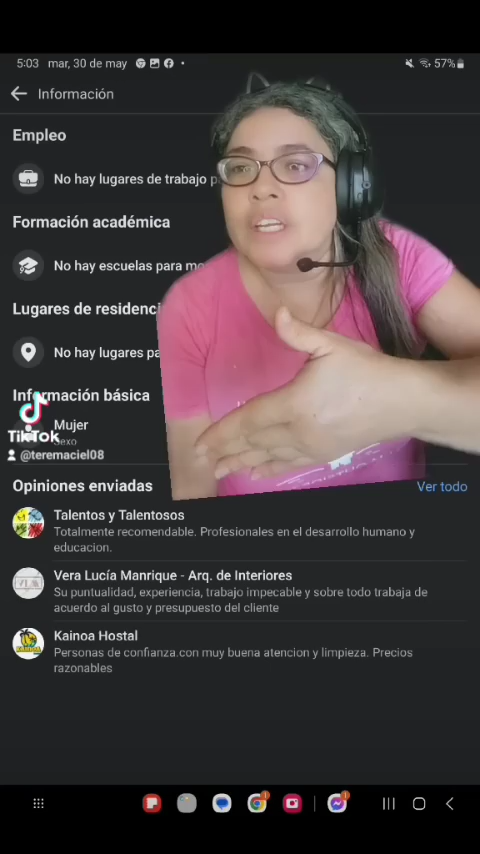 5:03 mar, 30 de may 57%
Información
Empleo
No hay lugares de trabajo p
Formación académica
No hay escuelas para mo
Lugares de residenci
No hay lugares pa
Información básica
Mujer
Sexo
TikTok
@teremaciel08
Opiniones enviadas Ver todo
Talentos y Talentosos
Totalmente recomendable. Profesionales en el desarrollo humano y
educacion.
Vera Lucía Manrique - Arq. de Interiores
Su puntualidad, experiencia, trabajo impecable y sobre todo trabaja de
acuerdo al gusto y presupuesto del cliente
Kainoa Hostal
Personas de confianza.con muy buena atencion y limpieza. Precios
razonables